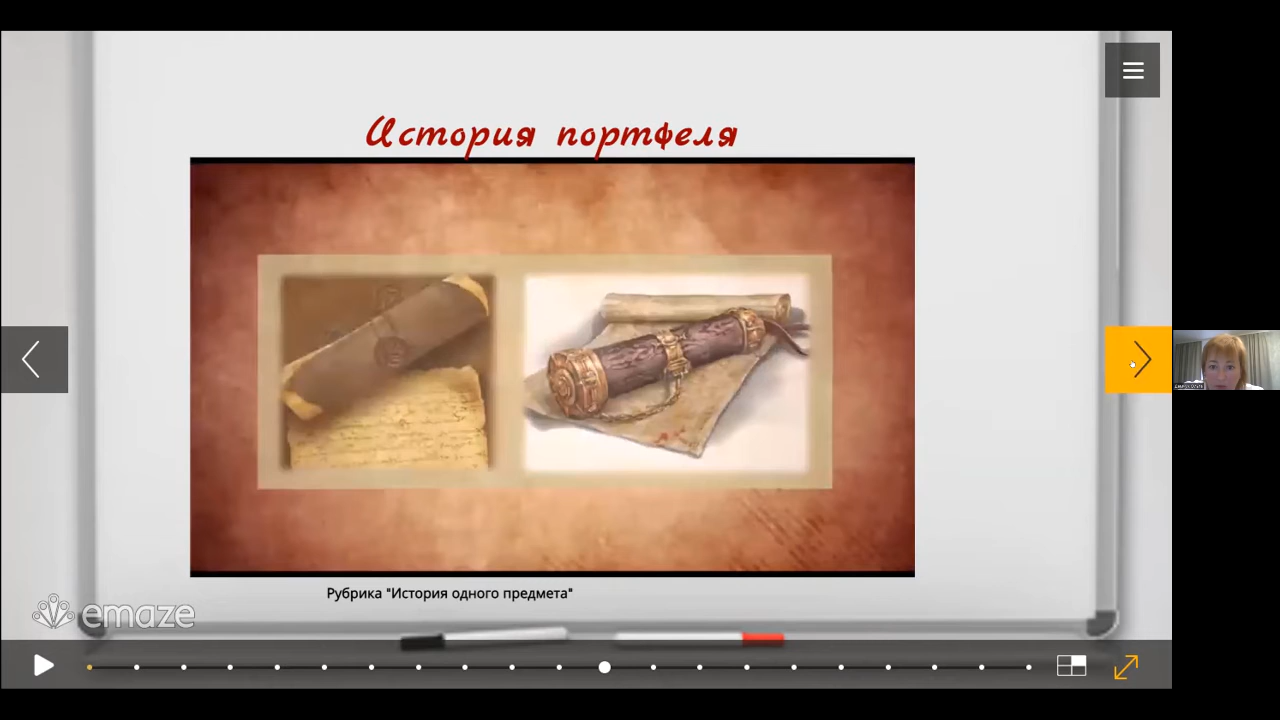 История портфеля
Рубрика "История одного предмета"
emaze